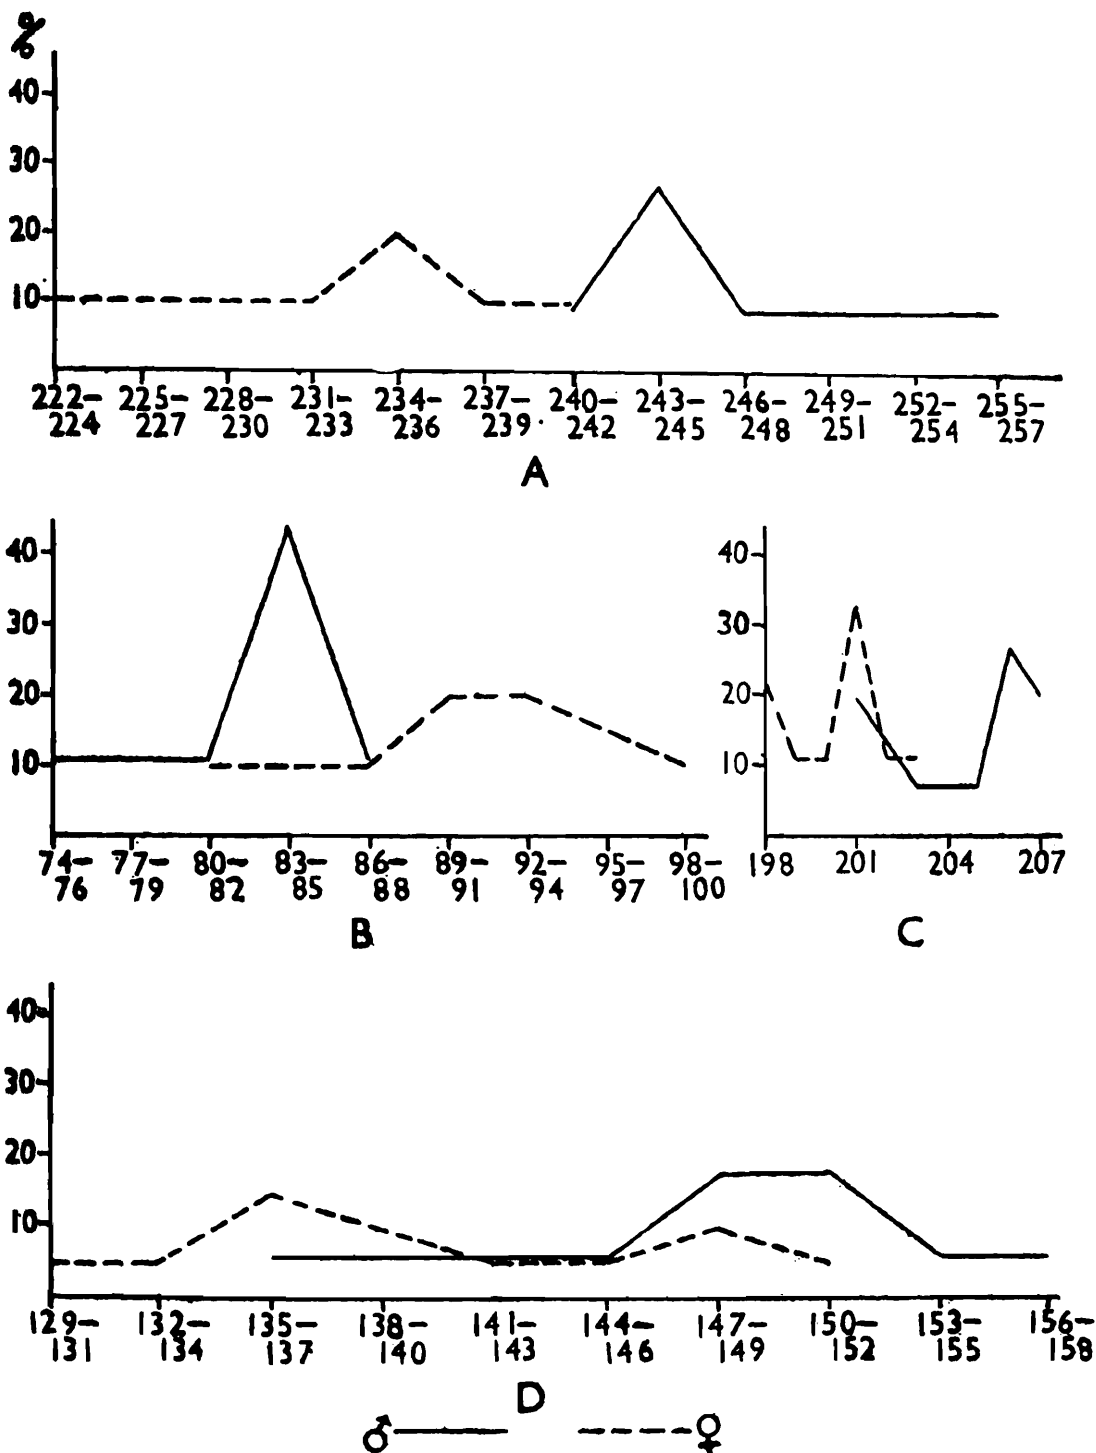 %
40
30
20
10
222- 225- 228- 231- 234- 237- 240- 243- 246- 249- 252- 255-
224 227 230 233 236 239 242 245 248 251 254 257
A
40
30
20
10
74- 77- 80- 83- 86- 89- 92- 95- 98-
76 79 82 85 88 91 94 97 100
B
40
30
20
10
198 201 204 207
C
40
30
20
10
129- 132- 135- 138- 141- 144- 147- 150- 153- 156-
131 134 137 140 143 146 149 152 155 158
D
♂ ♀